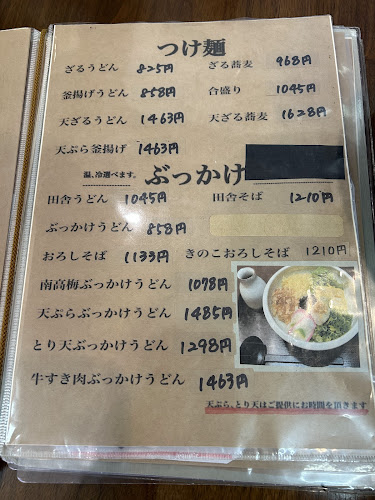 つけ麺
ざるうどん 825円 ざる蕎麦 968円
釜揚げうどん 858円 合盛り 1045円
天ざるうどん 1463円 天ざる蕎麦 1628円
天ぷら釜揚げ 1463円
温、冷選べます。 ぶっかけ
田舎うどん 1045円 田舎そば 1210円
ぶっかけうどん 858円
おろしそば 1133円 きのこおろしそば 1210円
南高梅ぶっかけうどん 1078円
天ぷらぶっかけうどん 1485円
とり天ぶっかけうどん 1298円
牛すき肉ぶっかけうどん 1463円
天ぷら、とり天はご提供にお時間を頂きます